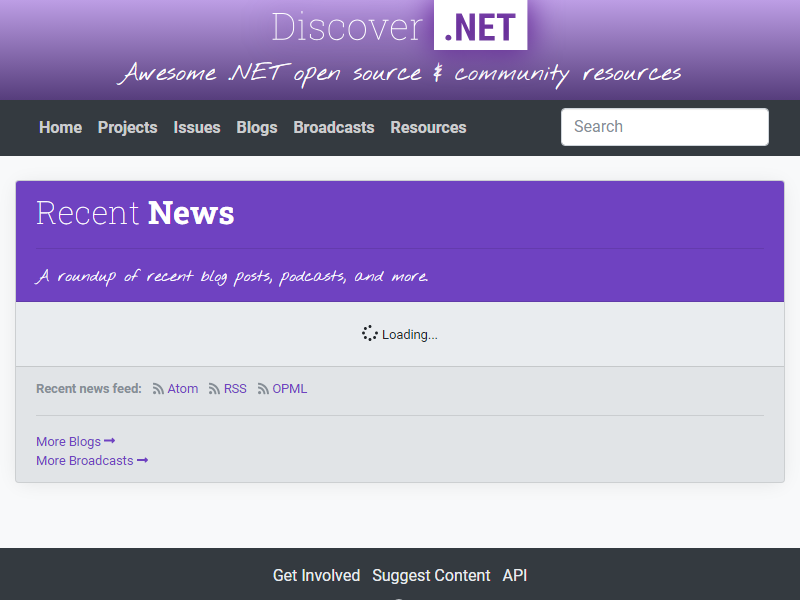 Discover .NET
Awesome .NET open source & community resources
Home Projects Issues Blogs Broadcasts Resources Search
Recent News
A roundup of recent blog posts, podcasts, and more.
Loading...
Recent news feed: Atom RSS OPML
More Blogs
More Broadcasts
Get Involved Suggest Content API